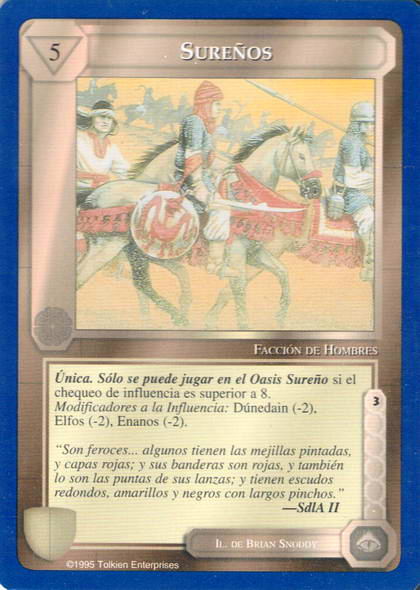 5
SUREÑOS
FACCIÓN DE HOMBRES
Única. Sólo se puede jugar en el Oasis Sureño si el
chequeo de influencia es superior a 8.
Modificadores a la Influencia: Dúnedain (-2),
Elfos (-2), Enanos (-2).
3
“Son feroces... algunos tienen las mejillas pintadas,
y capas rojas; y sus banderas son rojas, y también
lo son las puntas de sus lanzas; y tienen escudos
redondos, amarillos y negros con largos pinchos.”
—SdlA II
IL. DE BRIAN SNODDY
©1995 Tolkien Enterprises